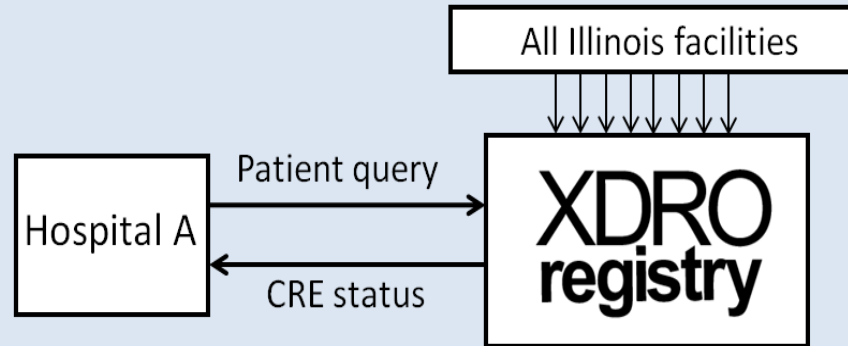 All Illinois facilities
Patient query
Hospital A
XDRO
registry
CRE status